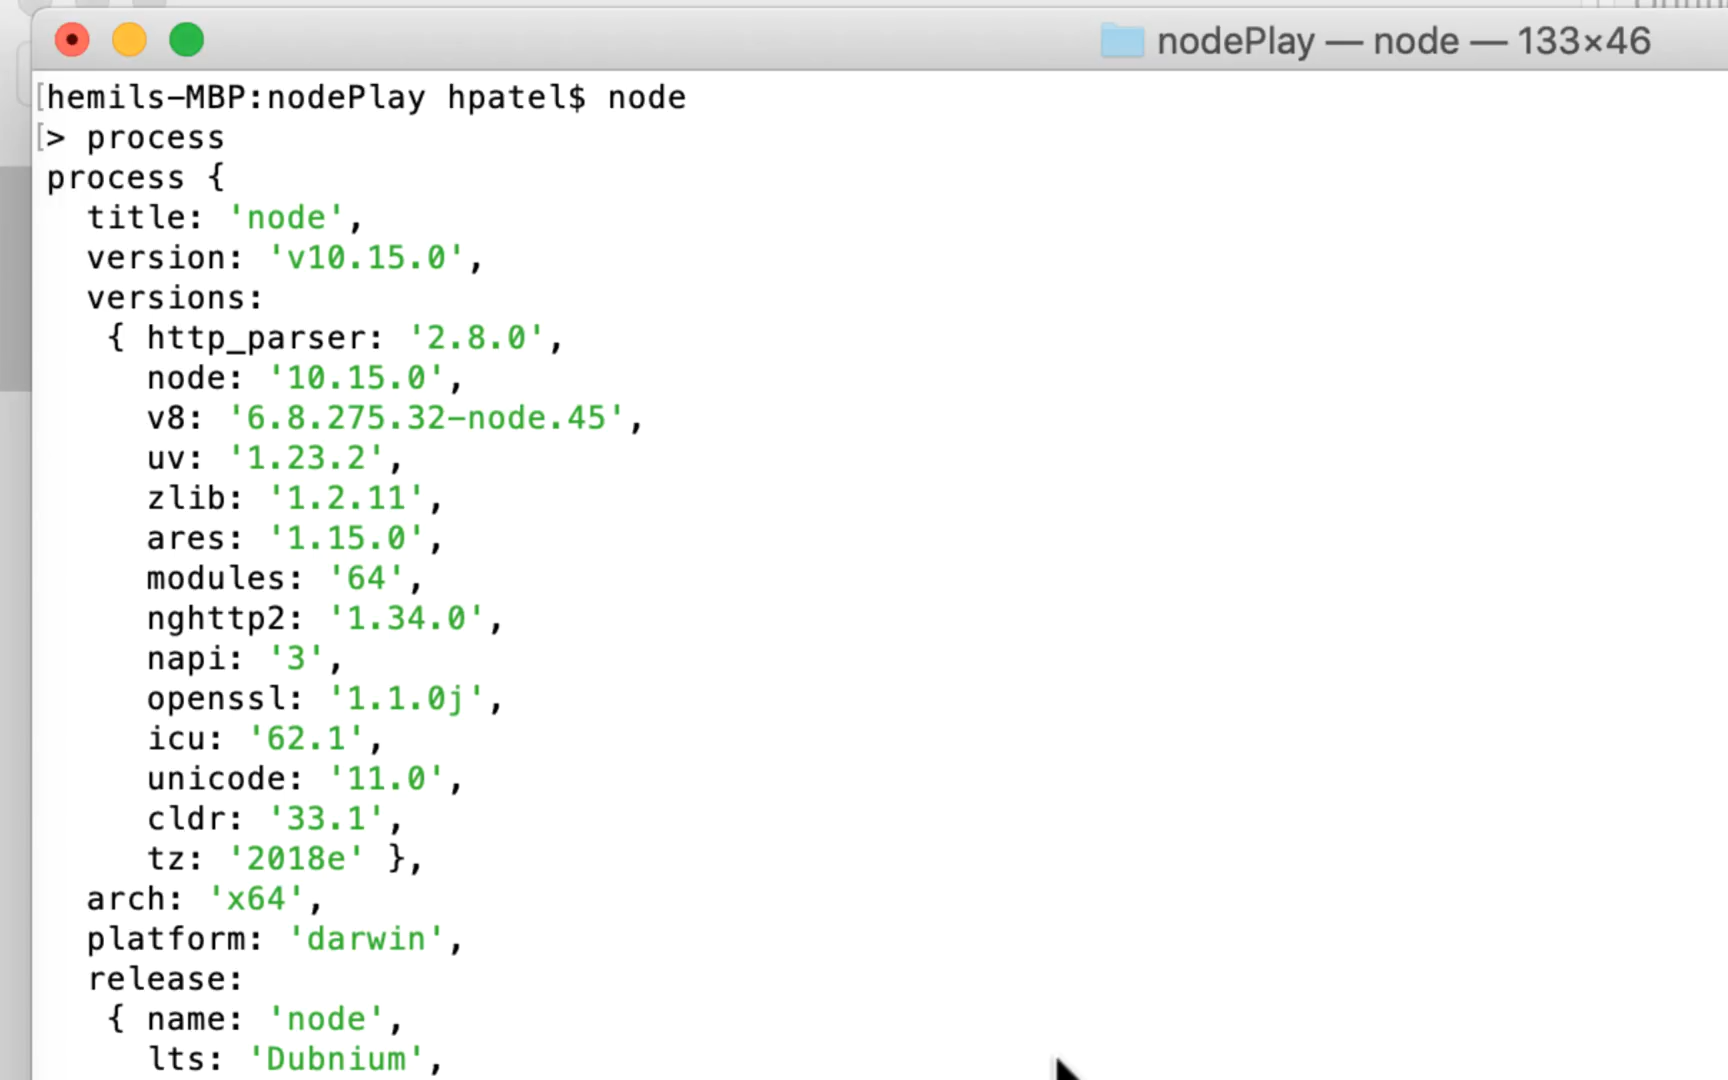 nodePlay — node — 133×46
[hemils-MBP:nodePlay hpatel$ node
[> process
process {
  title: 'node',
  version: 'v10.15.0',
  versions:
   { http_parser: '2.8.0',
     node: '10.15.0',
     v8: '6.8.275.32-node.45',
     uv: '1.23.2',
     zlib: '1.2.11',
     ares: '1.15.0',
     modules: '64',
     nghttp2: '1.34.0',
     napi: '3',
     openssl: '1.1.0j',
     icu: '62.1',
     unicode: '11.0',
     cldr: '33.1',
     tz: '2018e' },
  arch: 'x64',
  platform: 'darwin',
  release:
   { name: 'node',
     lts: 'Dubnium',